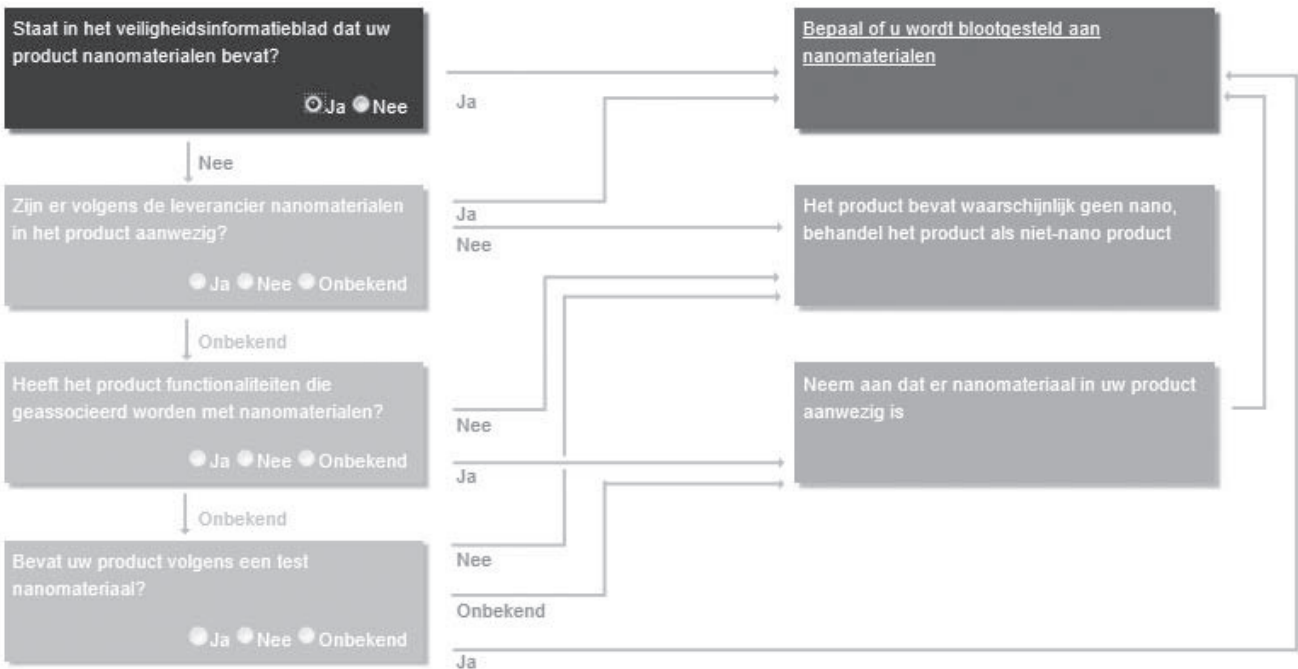 Staat in het veiligheidsinformatieblad dat uw
product nanomaterialen bevat?
Ja Nee
Ja
Bepaal of u wordt blootgesteld aan
nanomaterialen
Nee
Zijn er volgens de leverancier nanomaterialen
in het product aanwezig?
Ja Nee Onbekend
Ja
Nee
Het product bevat waarschijnlijk geen nano,
behandel het product als niet-nano product
Onbekend
Heeft het product functionaliteiten die
geassocieerd worden met nanomaterialen?
Ja Nee Onbekend
Nee
Ja
Neem aan dat er nanomateriaal in uw product
aanwezig is
Onbekend
Bevat uw product volgens een test
nanomateriaal?
Ja Nee Onbekend
Nee
Onbekend
Ja